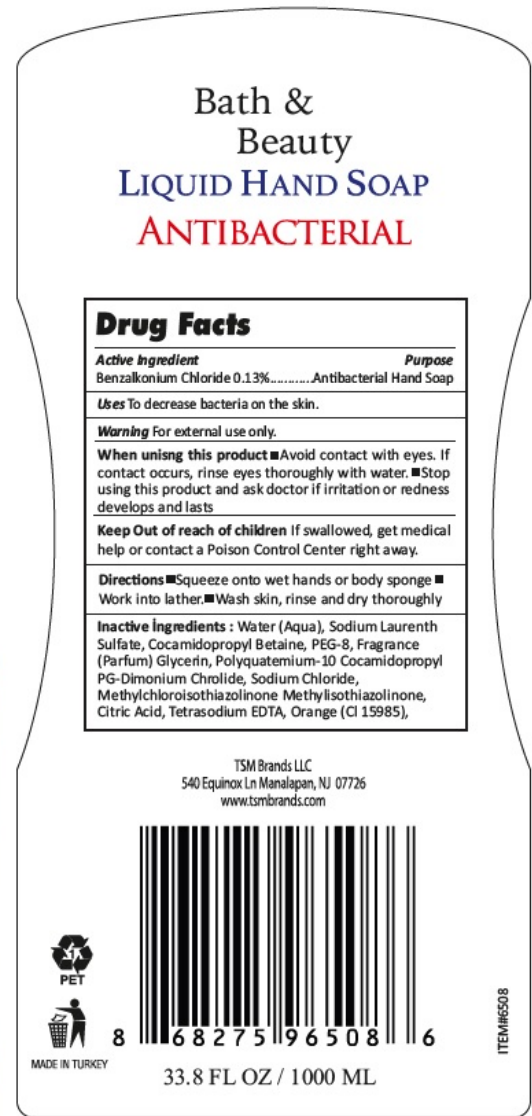 Bath &
Beauty
LIQUID HAND SOAP
ANTIBACTERIAL
Drug Facts
Active Ingredient Purpose
Benzalkonium Chloride 0.13%............Antibacterial Hand Soap
Uses To decrease bacteria on the skin.
Warning For external use only.
When unisng this product ■Avoid contact with eyes. If
contact occurs, rinse eyes thoroughly with water. ■Stop
using this product and ask doctor if irritation or redness
develops and lasts
Keep Out of reach of children If swallowed, get medical
help or contact a Poison Control Center right away.
Directions ■Squeeze onto wet hands or body sponge ■
Work into lather.■Wash skin, rinse and dry thoroughly
Inactive İngredients : Water (Aqua), Sodium Laurenth
Sulfate, Cocamidopropyl Betaine, PEG-8, Fragrance
(Parfum) Glycerin, Polyquatemium-10 Cocamidopropyl
PG-Dimonium Chrolide, Sodium Chloride,
Methylchloroisothiazolinone Methylisothiazolinone,
Citric Acid, Tetrasodium EDTA, Orange (Cl 15985),
TSM Brands LLC
540 Equinox Ln Manalapan, NJ 07726
www.tsmbrands.com
PET
MADE IN TURKEY
8 68275 96508 6
33.8 FL OZ / 1000 ML
ITEM#6508